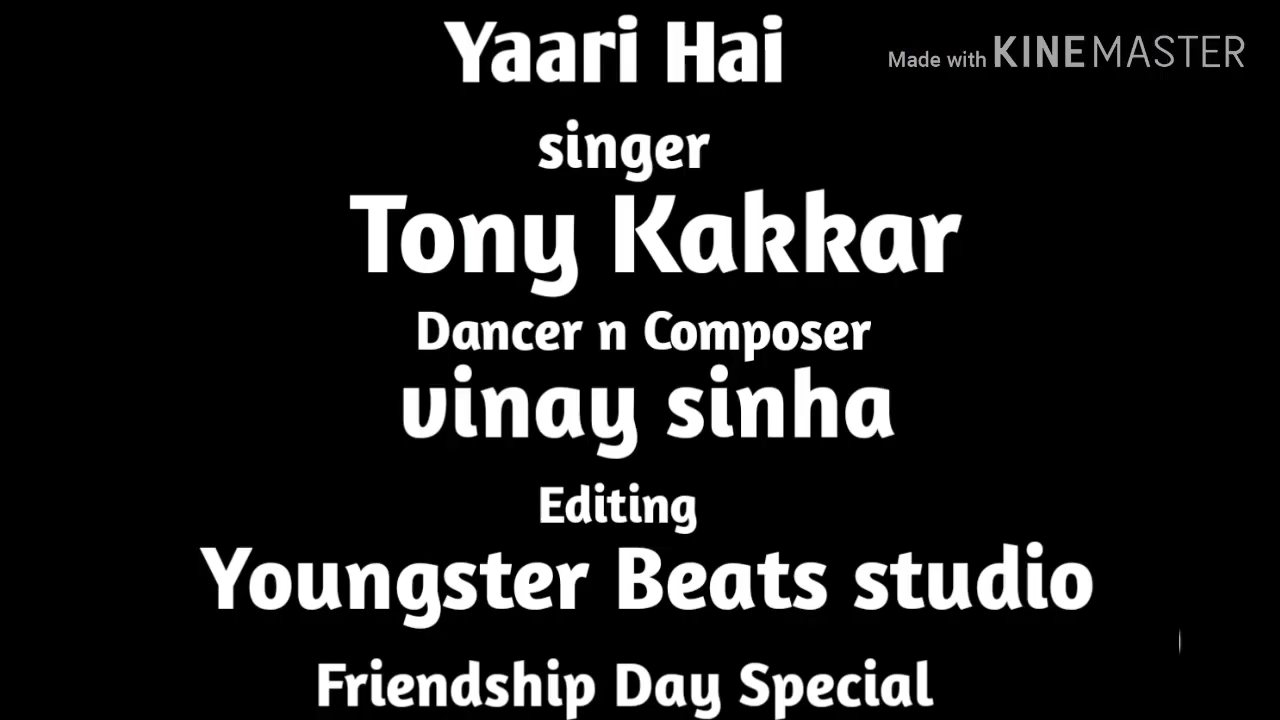 Yaari Hai
Made with KINEMASTER
singer
Tony Kakkar
Dancer n Composer
vinay sinha
Editing
Youngster Beats studio
Friendship Day Special